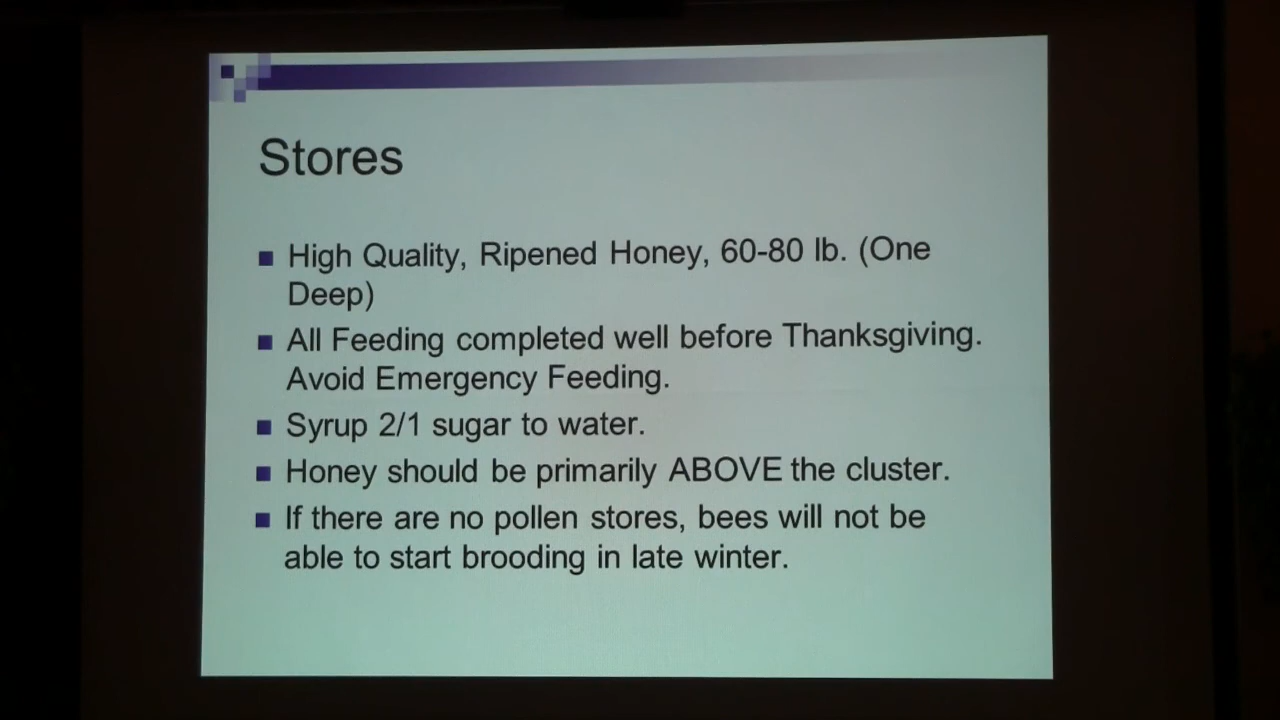 Stores
High Quality, Ripened Honey, 60-80 lb. (One
Deep)
All Feeding completed well before Thanksgiving.
Avoid Emergency Feeding.
Syrup 2/1 sugar to water.
Honey should be primarily ABOVE the cluster.
If there are no pollen stores, bees will not be
able to start brooding in late winter.